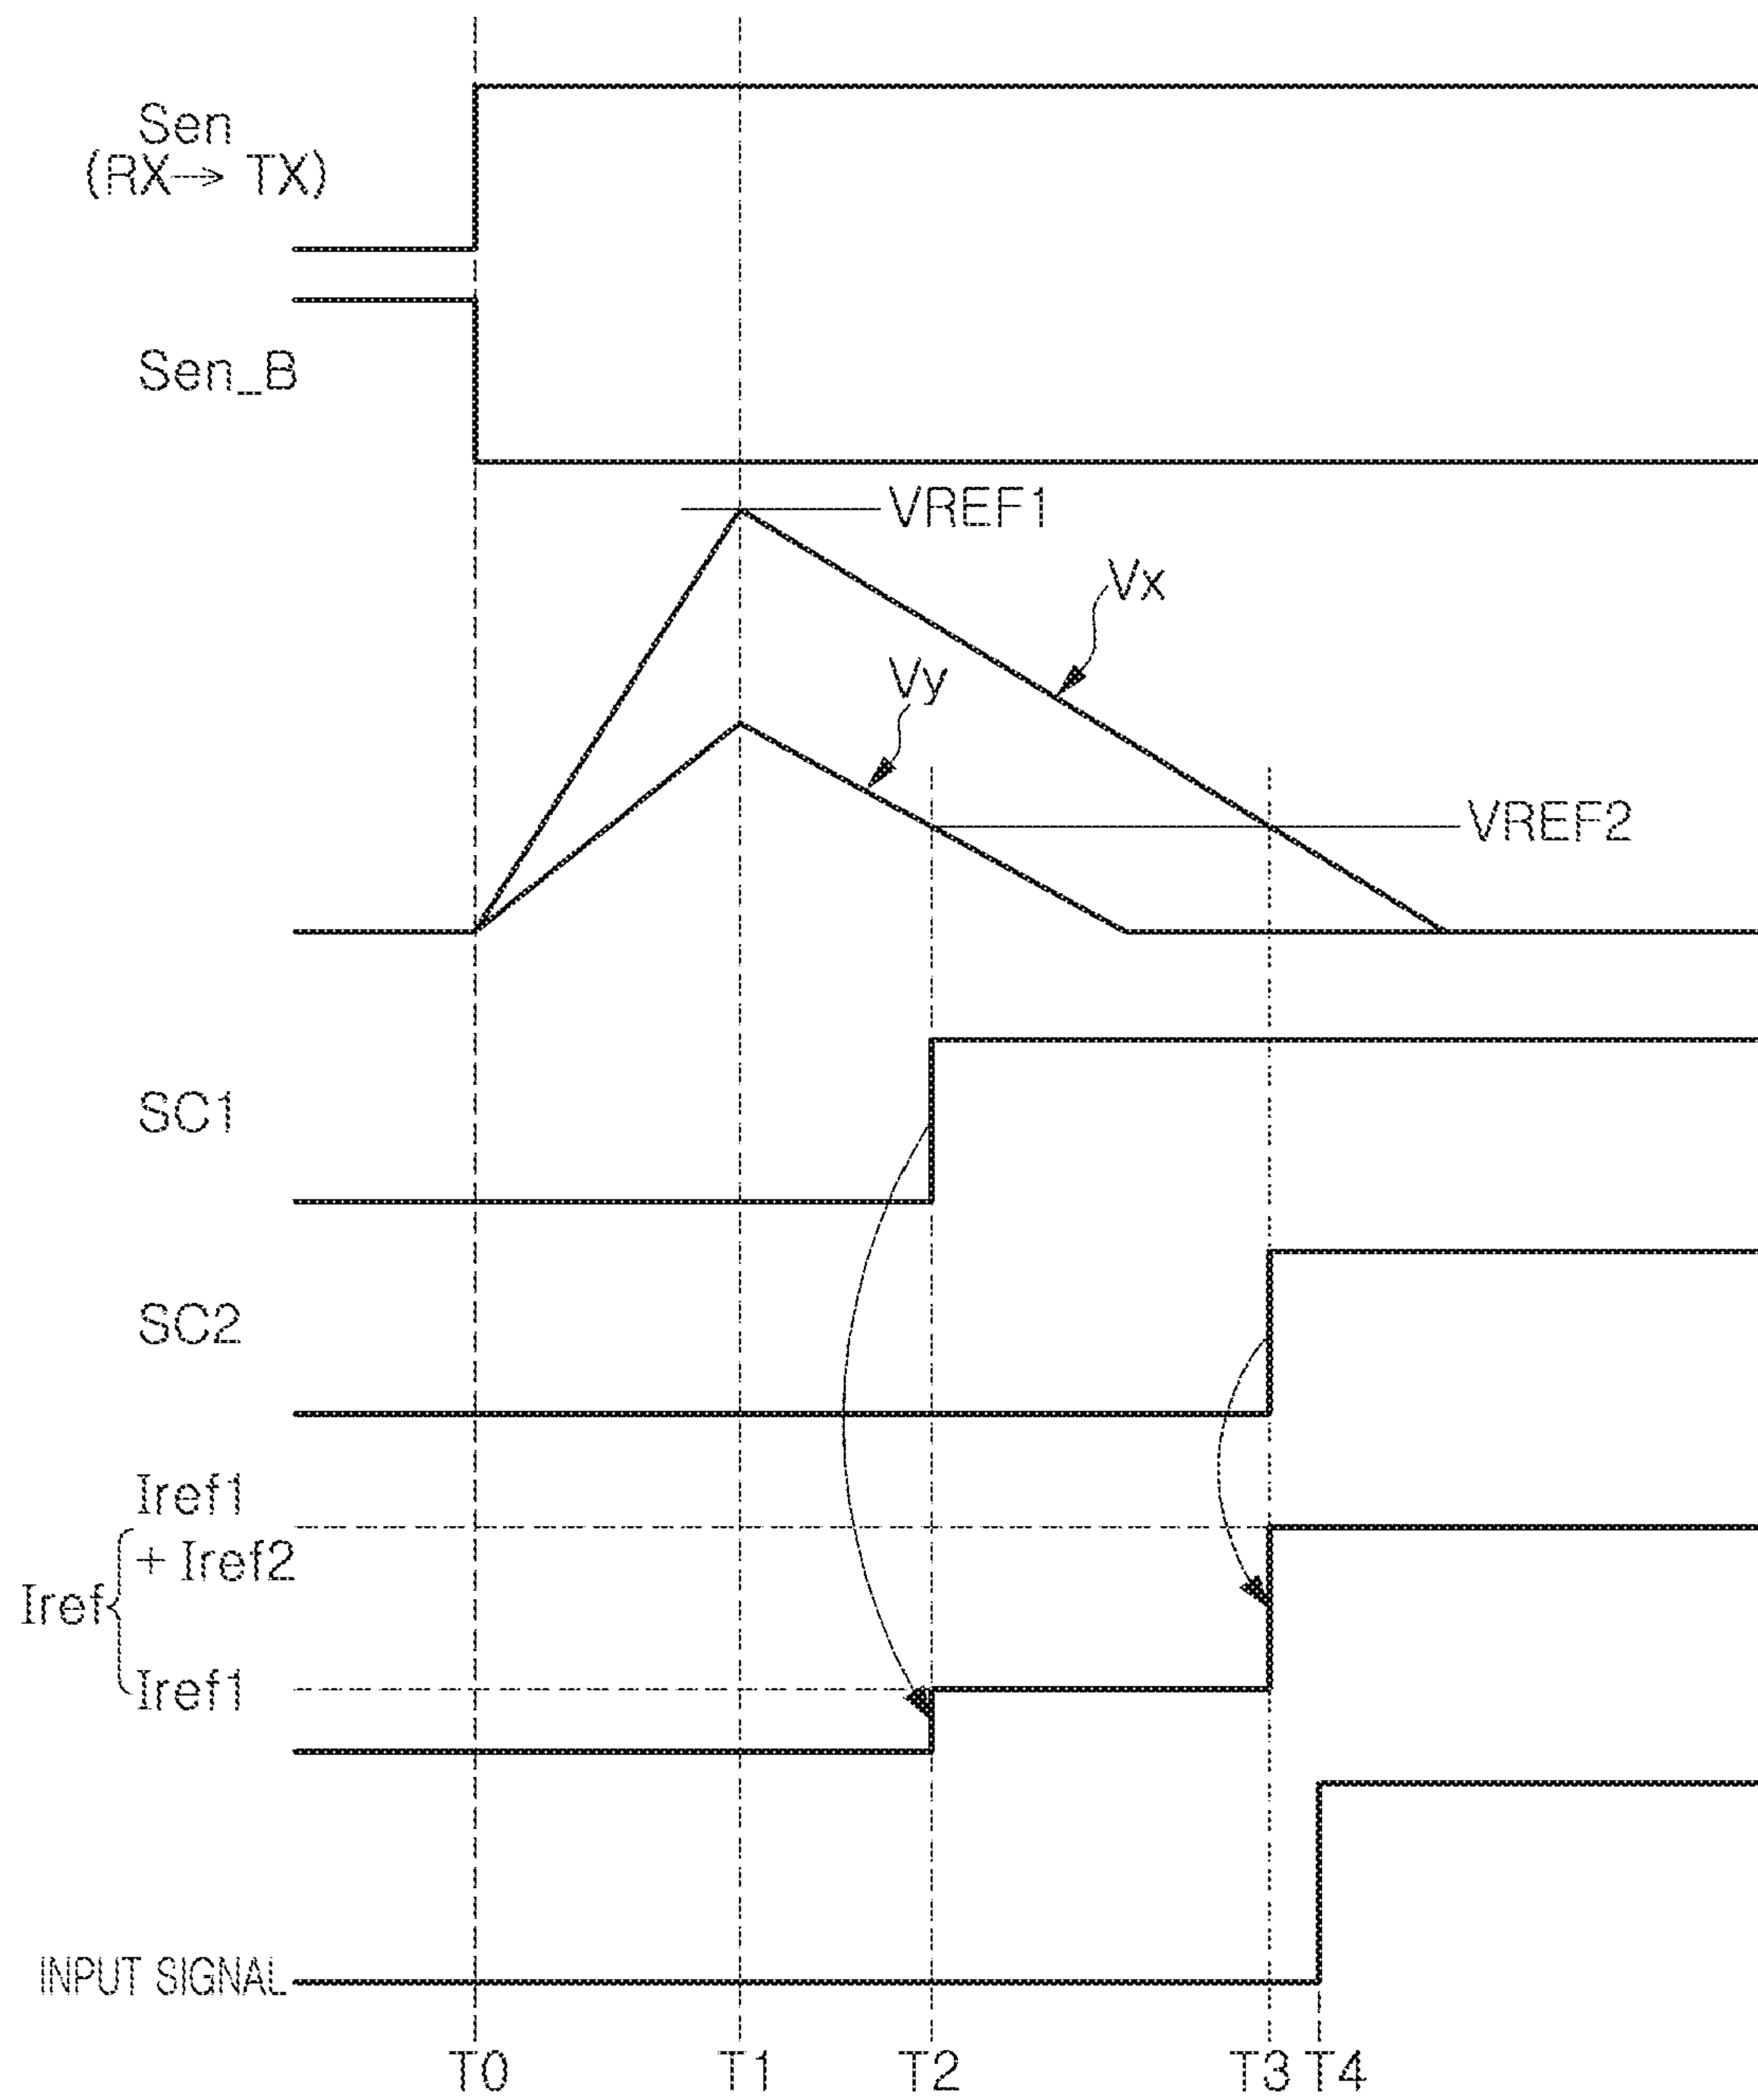 Sen
(RX→ TX)
Sen_B
VREF1
Vx
Vy
VREF2
SC1
SC2
Iref1
+ Iref2
Iref
Iref1
INPUT SIGNAL
T0 T1 T2 T3 T4